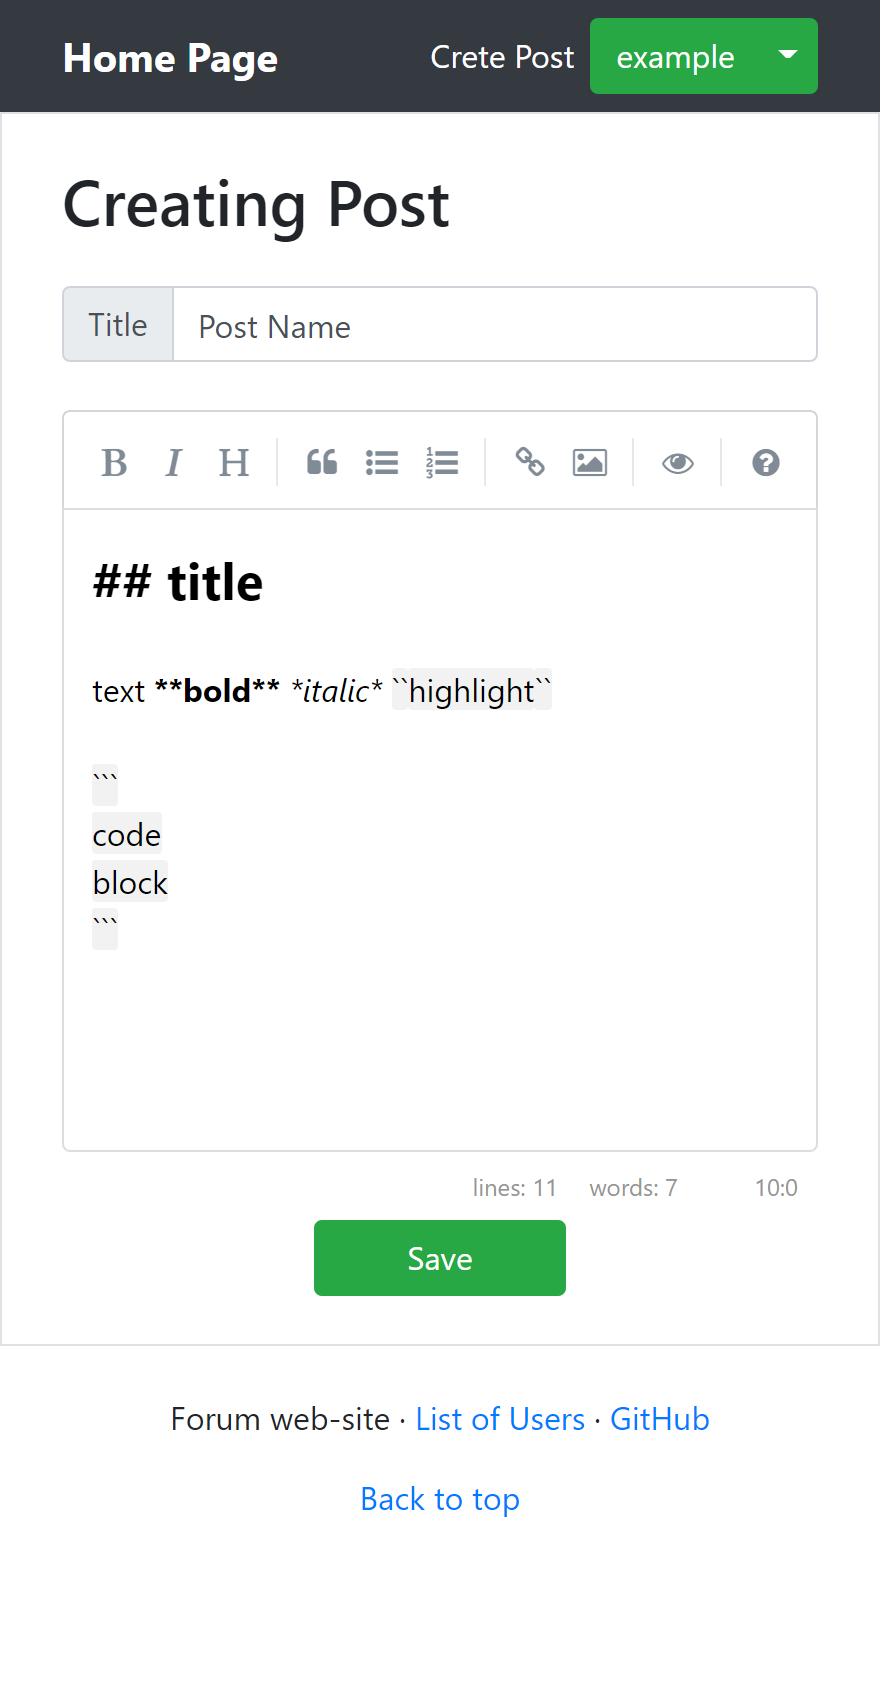 Home Page Crete Post example
Creating Post
Title Post Name
B I H
## title
text **bold** *italic* ``highlight``
```
code
block
```
lines: 11 words: 7 10:0
Save
Forum web-site · List of Users · GitHub
Back to top